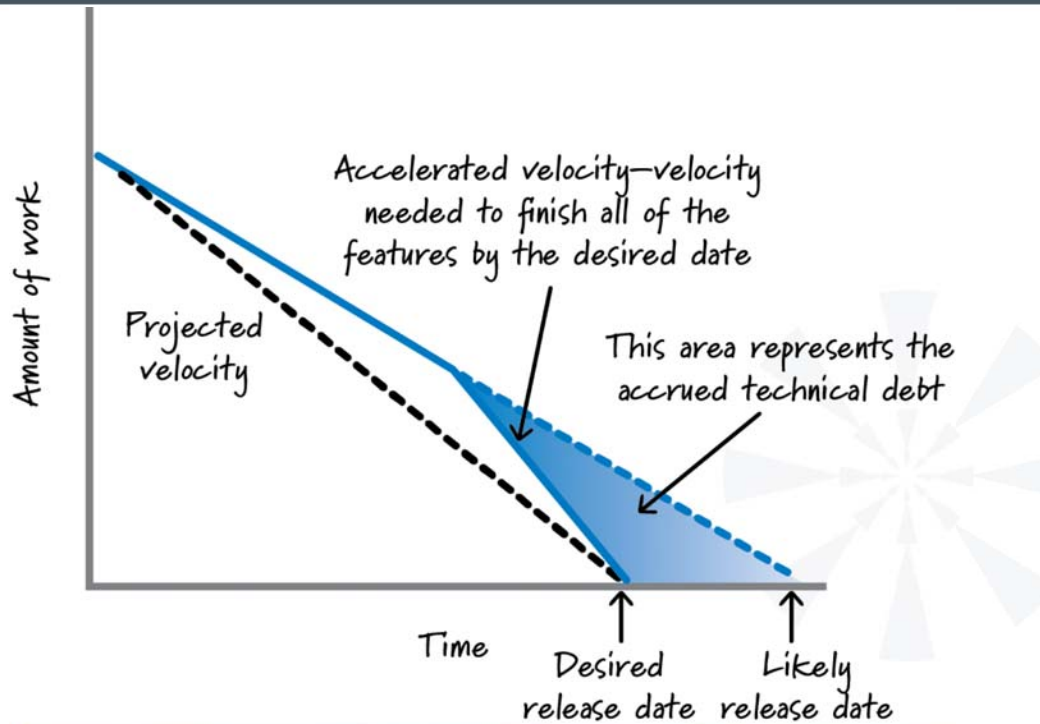 Amount of work
Accelerated velocity—velocity
needed to finish all of the
features by the desired date
Projected
velocity
This area represents the
accrued technical debt
Time
Desired
release date
Likely
release date